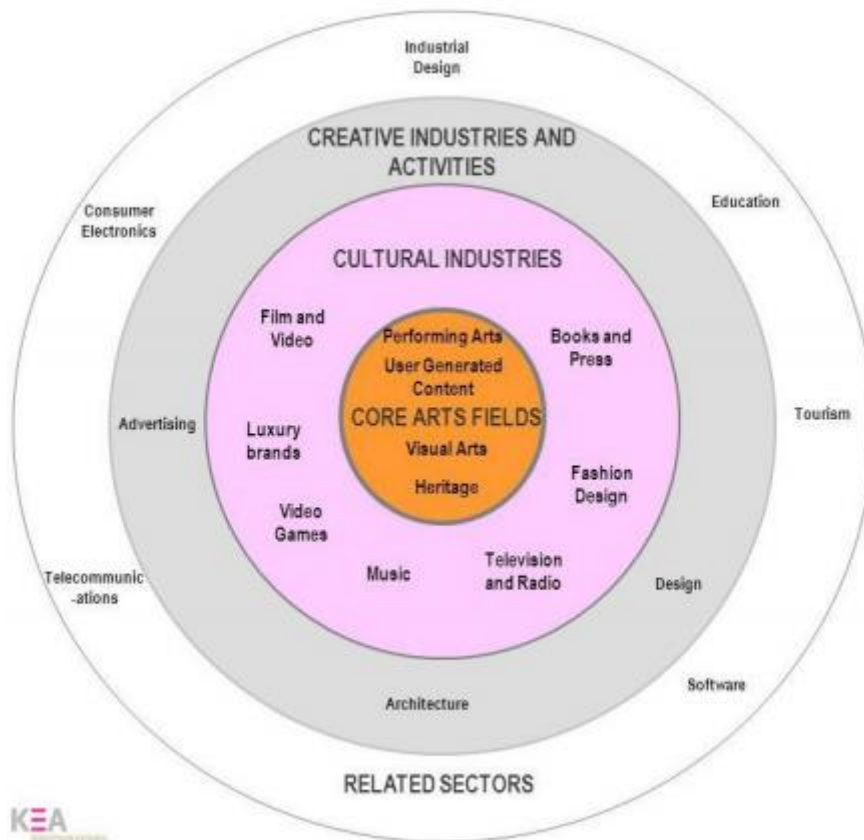 Industrial
Design
CREATIVE INDUSTRIES AND
ACTIVITIES
Education
Consumer
Electronics
CULTURAL INDUSTRIES
Film and
Video
Performing Arts
Books and
Press
User Generated
Content
Advertising
Luxury
brands
CORE ARTS FIELDS
Tourism
Visual Arts
Fashion
Design
Heritage
Video
Games
Music
Television
and Radio
Telecommunic
-ations
Design
Software
Architecture
RELATED SECTORS
KEA